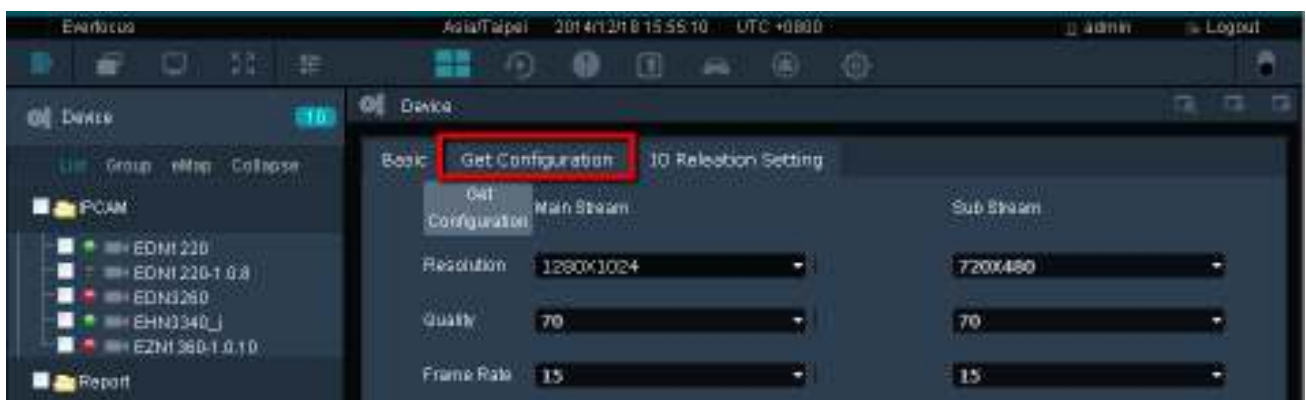 Everfocus Asia/Taipei 2014/12/18 15:55:10 UTC +0800 admin Logout
Device 10 Device
List Group eMap Collapse Basic Get Configuration IO Releation Setting
Get Configuration Main Stream Sub Stream
IPCAM
EDN1220
EDN1220-1.0.8
Resolution 1280X1024 720X480
EDN3260
EHN3340_j
Quality 70 70
EZN1360-1.0.10
Report
Frame Rate 15 15